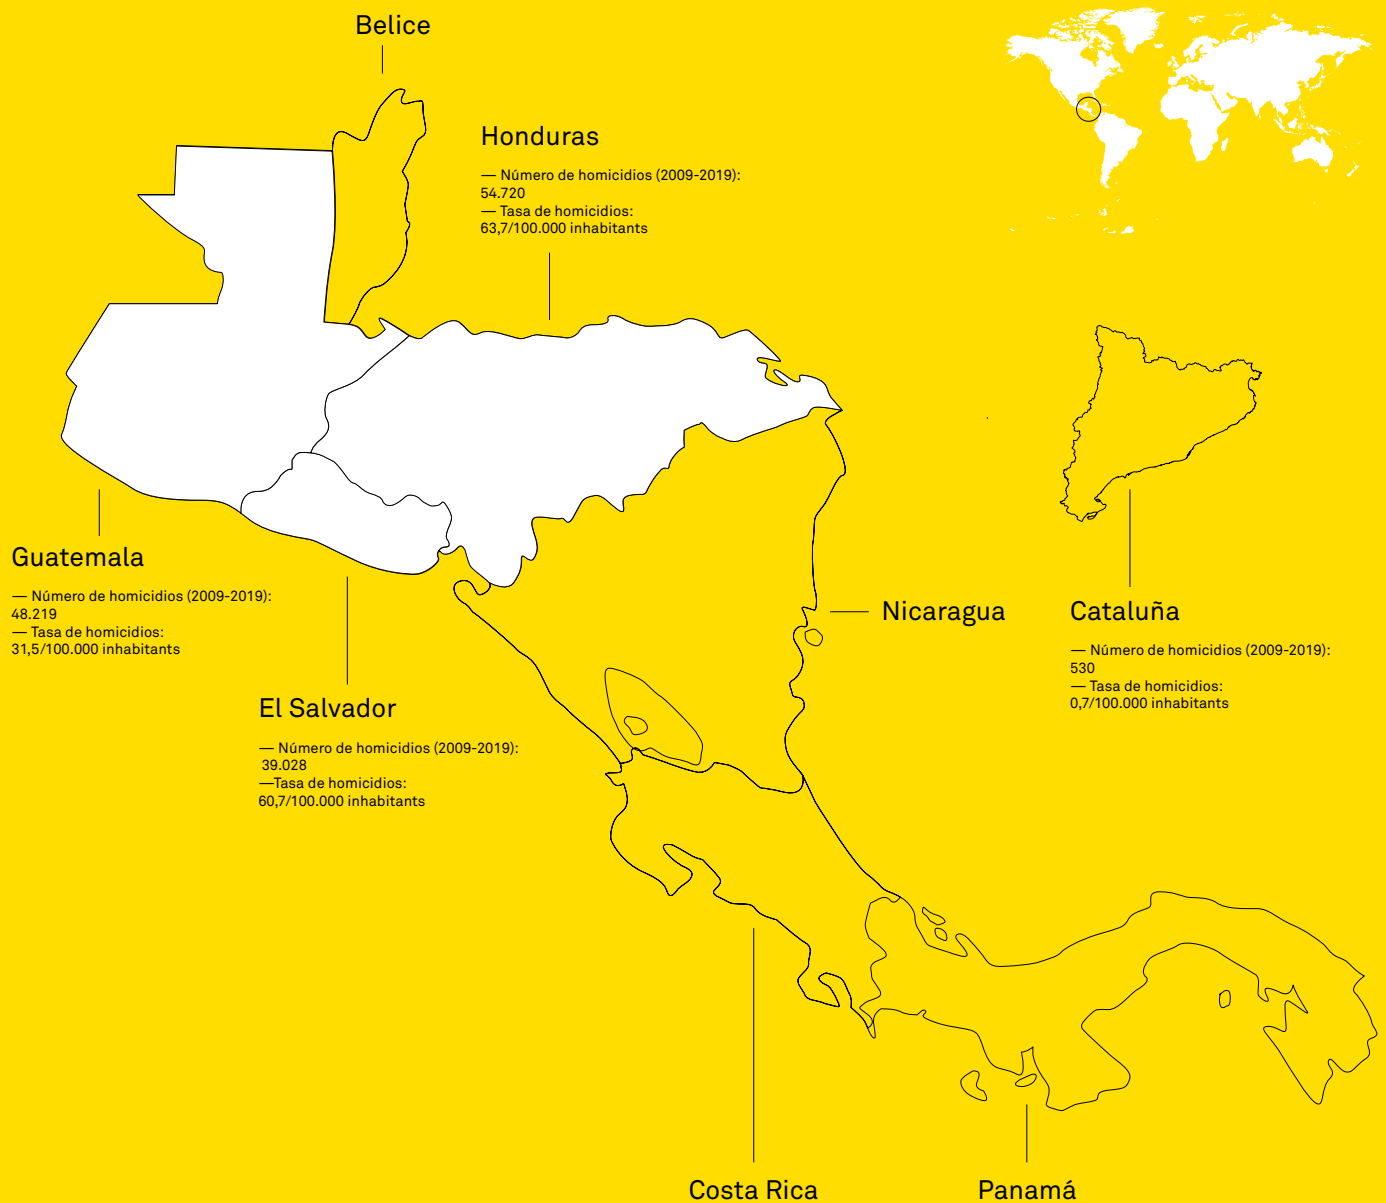 Belice
Honduras
— Número de homicidios (2009-2019):
54.720
— Tasa de homicidios:
63,7/100.000 inhabitants
Guatemala
— Número de homicidios (2009-2019):
48.219
— Tasa de homicidios:
31,5/100.000 inhabitants
El Salvador
— Número de homicidios (2009-2019):
39.028
—Tasa de homicidios:
60,7/100.000 inhabitants
Nicaragua
Cataluña
— Número de homicidios (2009-2019):
530
— Tasa de homicidios:
0,7/100.000 inhabitants
Costa Rica
Panamá